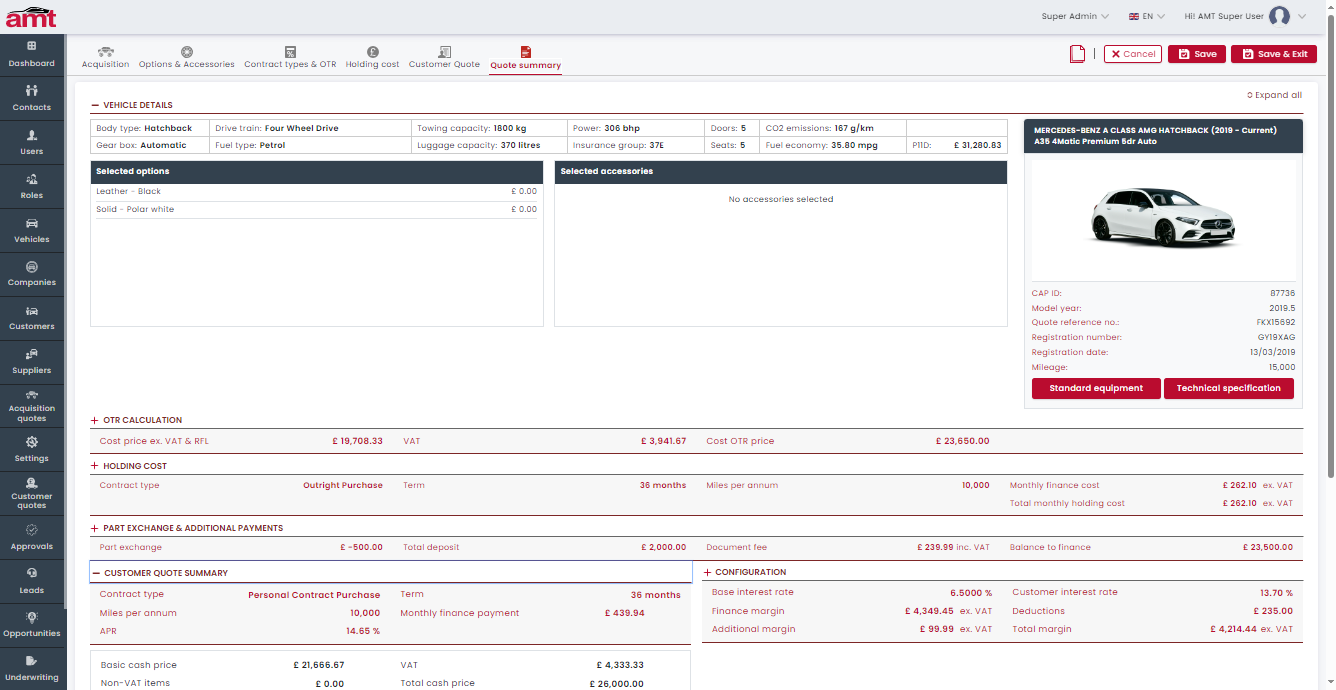 amt
Super Admin
EN
Hi! AMT Super User
Dashboard
Contacts
Users
Roles
Vehicles
Companies
Customers
Suppliers
Acquisition
quotes
Settings
Customer
quotes
Approvals
Leads
Opportunities
Underwriting
Acquisition
Options & Accessories
Contract types & OTR
Holding cost
Customer Quote
Quote summary
Cancel
Save
Save & Exit
Expand all
VEHICLE DETAILS
Body type: Hatchback Drive train: Four Wheel Drive Towing capacity: 1800 kg Power: 306 bhp Doors: 5 CO2 emissions: 167 g/km
Gear box: Automatic Fuel type: Petrol Luggage capacity: 370 litres Insurance group: 37E Seats: 5 Fuel economy: 35.80 mpg P11D: £ 31,280.83
Selected options
Leather - Black £ 0.00
Solid - Polar white £ 0.00
Selected accessories
No accessories selected
MERCEDES-BENZ A CLASS AMG HATCHBACK (2019 - Current)
A35 4Matic Premium 5dr Auto
CAP ID: 87736
Model year: 2019.5
Quote reference no.: FKX15692
Registration number: GY19XAG
Registration date: 13/03/2019
Mileage: 15,000
Standard equipment
Technical specification
OTR CALCULATION
Cost price ex. VAT & RFL £ 19,708.33 VAT £ 3,941.67 Cost OTR price £ 23,650.00
HOLDING COST
Contract type Outright Purchase Term 36 months Miles per annum 10,000 Monthly finance cost £ 262.10 ex. VAT
Total monthly holding cost £ 262.10 ex. VAT
PART EXCHANGE & ADDITIONAL PAYMENTS
Part exchange £ -500.00 Total deposit £ 2,000.00 Document fee £ 239.99 inc. VAT Balance to finance £ 23,500.00
CUSTOMER QUOTE SUMMARY
Contract type Personal Contract Purchase Term 36 months
Miles per annum 10,000 Monthly finance payment £ 439.94
APR 14.65 %
CONFIGURATION
Base interest rate 6.5000 % Customer interest rate 13.70 %
Finance margin £ 4,349.45 ex. VAT Deductions £ 235.00
Additional margin £ 99.99 ex. VAT Total margin £ 4,214.44 ex. VAT
Basic cash price £ 21,666.67 VAT £ 4,333.33
Non-VAT items £ 0.00 Total cash price £ 26,000.00